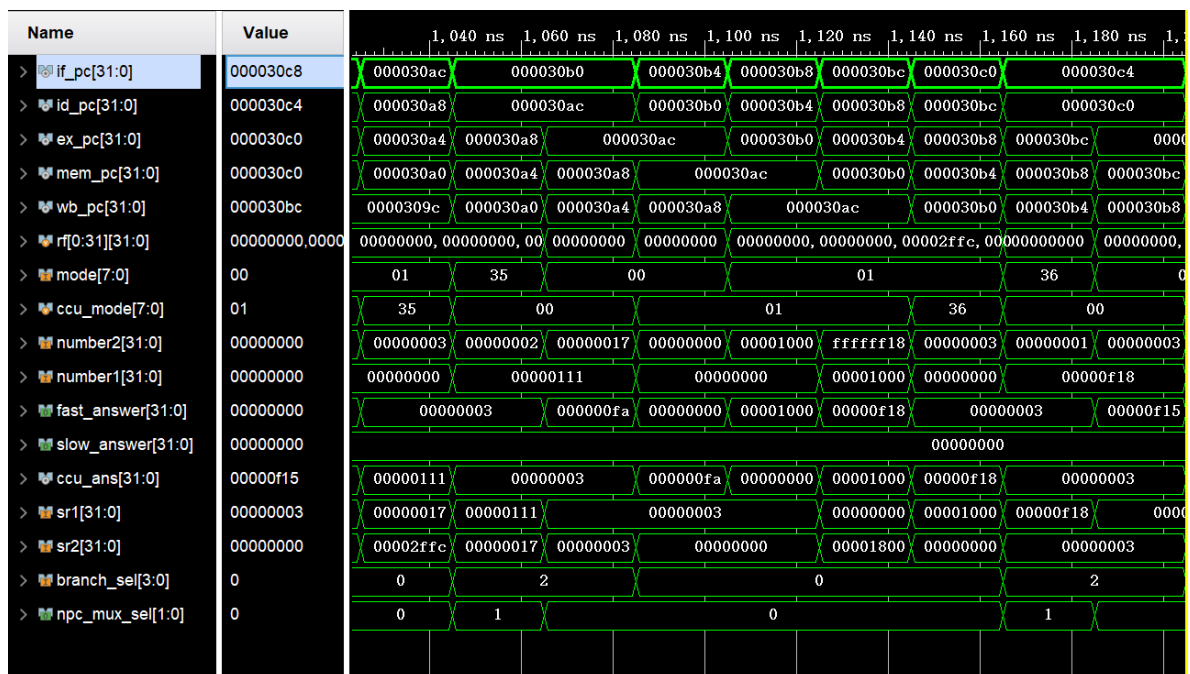 Name Value 1,040 ns 1,060 ns 1,080 ns 1,100 ns 1,120 ns 1,140 ns 1,160 ns 1,180 ns
if_pc[31:0] 000030c8 000030ac 000030b0 000030b4 000030b8 000030bc 000030c0 000030c4
id_pc[31:0] 000030c4 000030a8 000030ac 000030b0 000030b4 000030b8 000030bc 000030c0
ex_pc[31:0] 000030c0 000030a4 000030a8 000030ac 000030b0 000030b4 000030b8 000030bc 0000
mem_pc[31:0] 000030c0 000030a0 000030a4 000030a8 000030ac 000030b0 000030b4 000030b8 000030bc
wb_pc[31:0] 000030bc 0000309c 000030a0 000030a4 000030a8 000030ac 000030b0 000030b4 000030b8
rf[0:31][31:0] 00000000,0000 00000000,00000000,00 00000000 00000000 00000000,00000000,00002ffc,00 00000000 00000000,
mode[7:0] 00 01 35 00 01 36 0
ccu_mode[7:0] 01 35 00 01 36 00
number2[31:0] 00000000 00000003 00000002 00000017 00000000 00001000 ffffff18 00000003 00000001 00000003
number1[31:0] 00000000 00000000 00000111 00000000 00001000 00000000 00000f18
fast_answer[31:0] 00000000 00000003 000000fa 00000000 00001000 00000f18 00000003 00000f15
slow_answer[31:0] 00000000 00000000
ccu_ans[31:0] 00000f15 00000111 00000003 000000fa 00000000 00001000 00000f18 00000003
sr1[31:0] 00000003 00000017 00000111 00000003 00000000 00001000 00000f18 0000
sr2[31:0] 00000000 00002ffc 00000017 00000003 00000000 00001800 00000000 00000003
branch_sel[3:0] 0 0 2 0 2
npc_mux_sel[1:0] 0 0 1 0 1